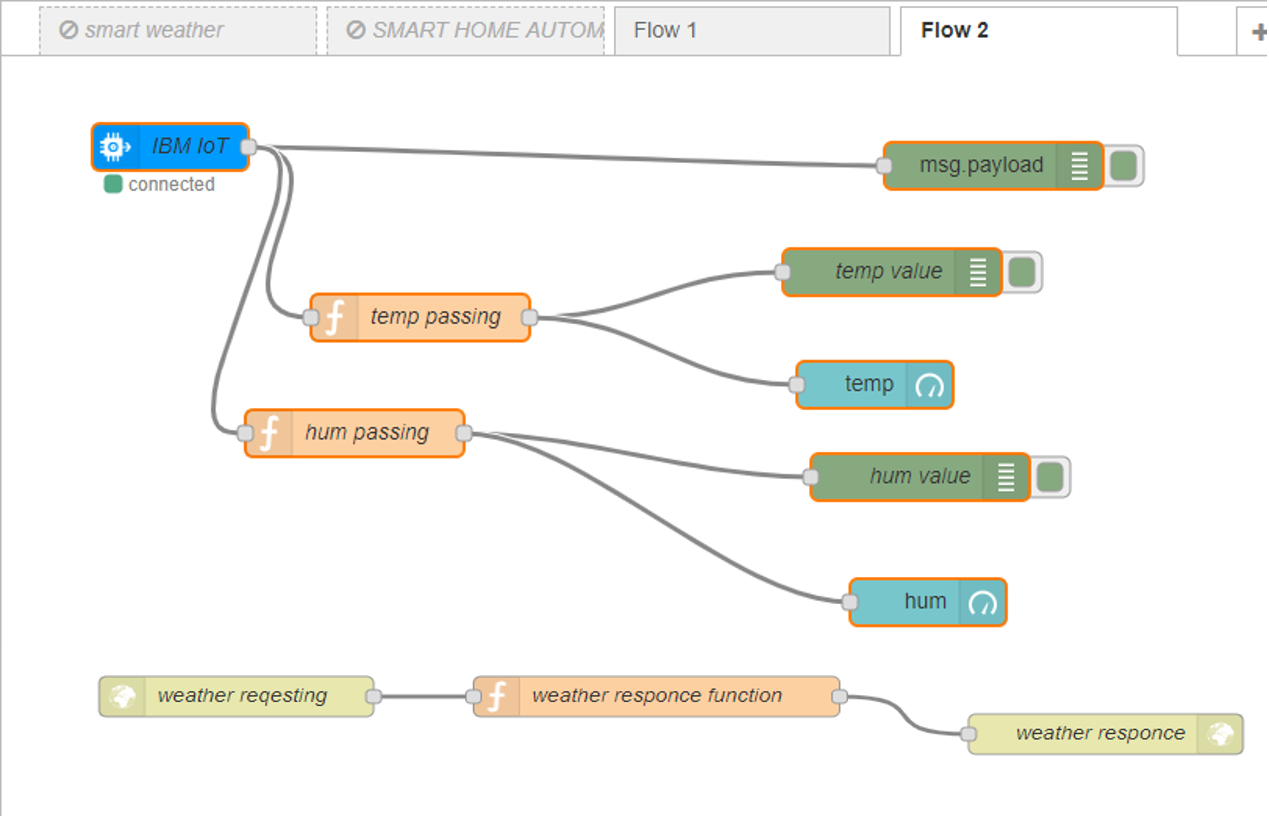 smart weather
SMART HOME AUTOM
Flow 1
Flow 2
IBM IoT
connected
msg.payload
temp value
temp passing
temp
hum passing
hum value
hum
weather reqesting
weather responce function
weather responce